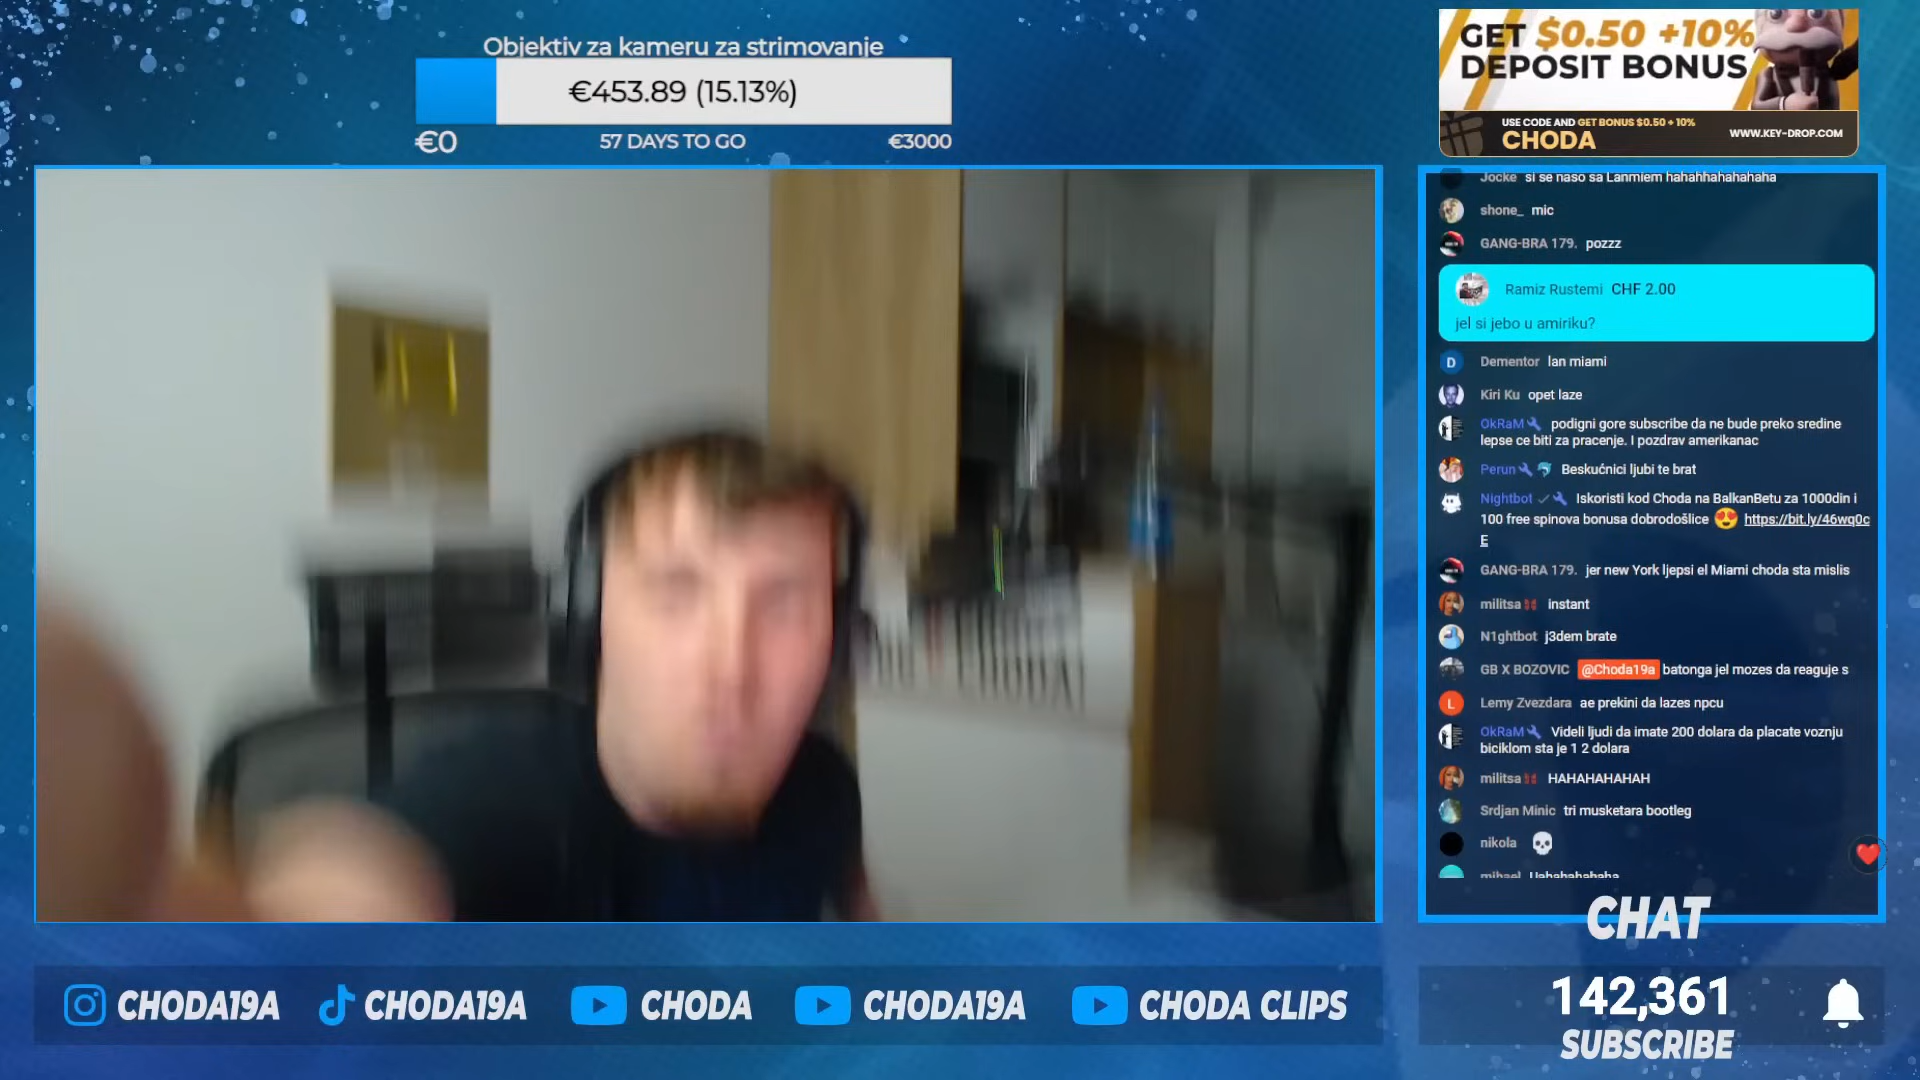 Objektiv za kameru za strimovanje
€453.89 (15.13%)
€0
57 DAYS TO GO
€3000
GET $0.50 +10%
DEPOSIT BONUS
USE CODE AND GET BONUS $0.50 + 10%
CHODA
WWW.KEY-DROP.COM
Jocke si se naso sa Lanmiem hahahhahahahaha
shone_ mic
GANG-BRA 179. pozzz
Ramiz Rustemi CHF 2.00
jel si jebo u amiriku?
D Dementor lan miami
Kiri Ku opet laze
OkRaM podigni gore subscribe da ne bude preko sredine
lepse ce biti za pracenje. I pozdrav amerikanac
Perun Beskućnici ljubi te brat
Nightbot Iskoristi kod Choda na BalkanBetu za 1000din i
100 free spinova bonusa dobrodošlice 😍 https://bit.ly/46wq0c
E
GANG-BRA 179. jer new York ljepsi el Miami choda sta mislis
militsa instant
N1ghtbot j3dem brate
GB X BOZOVIC @Choda19a batonga jel mozes da reaguje s
L Lemy Zvezdara ae prekini da lazes npcu
OkRaM Videli ljudi da imate 200 dolara da placate voznju
biciklom sta je 1 2 dolara
militsa HAHAHAHAHAH
Srdjan Minic tri musketara bootleg
nikola 💀
mihael Hahahahahaha
CHAT
CHODA19A
CHODA19A
CHODA
CHODA19A
CHODA CLIPS
142,361
SUBSCRIBE